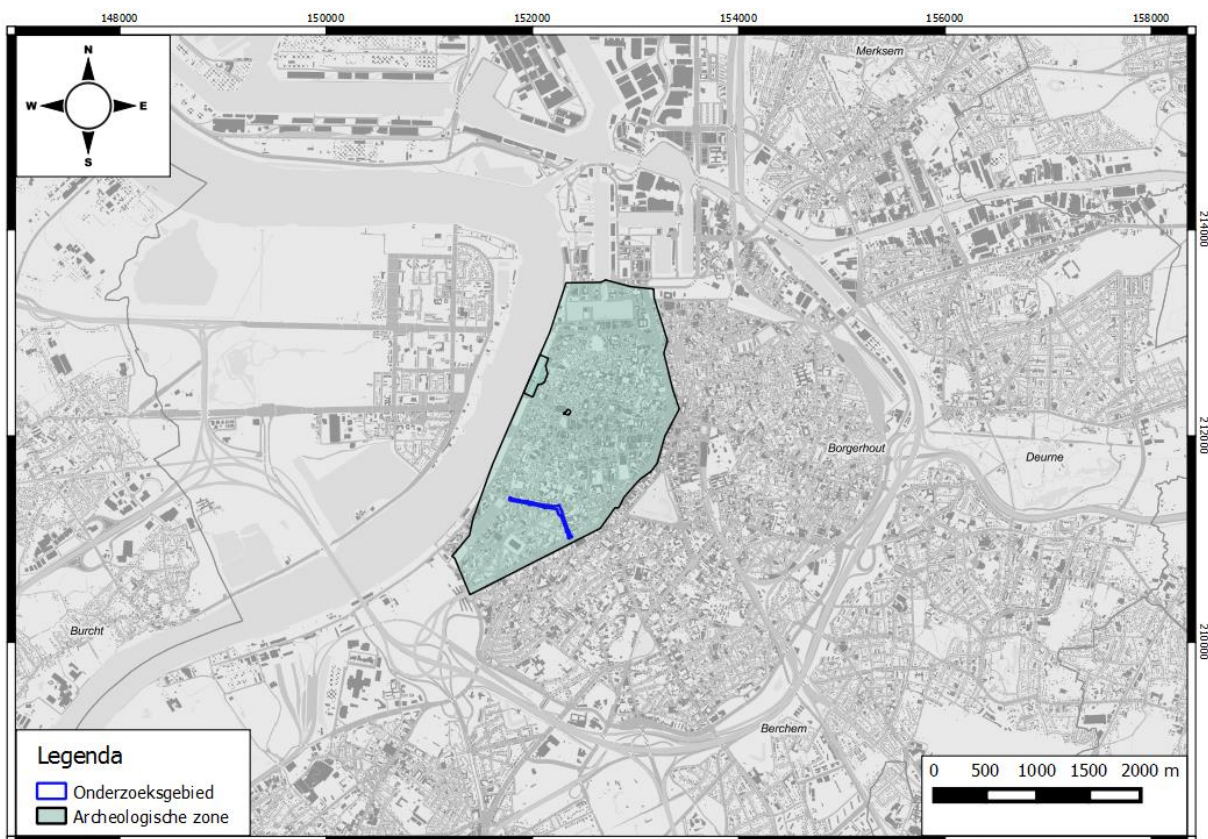 148000 150000 152000 154000 156000 158000
N
W E
S
Merksem
214000
212000
Borgerhout
Deurne
Burcht
210000
Berchem
Legenda
Onderzoeksgebied
Archeologische zone
0 500 1000 1500 2000 m